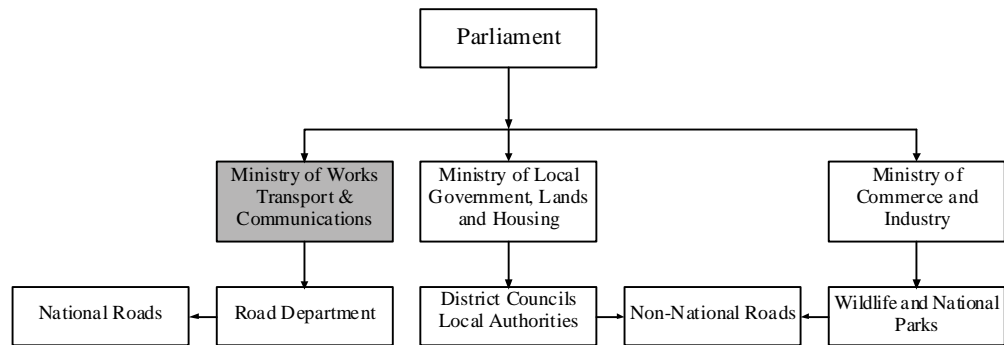 Parliament
Ministry of Works
Transport &
Communications
Ministry of Local
Government, Lands
and Housing
Ministry of
Commerce and
Industry
National Roads
Road Department
District Councils
Local Authorities
Non-National Roads
Wildlife and National
Parks